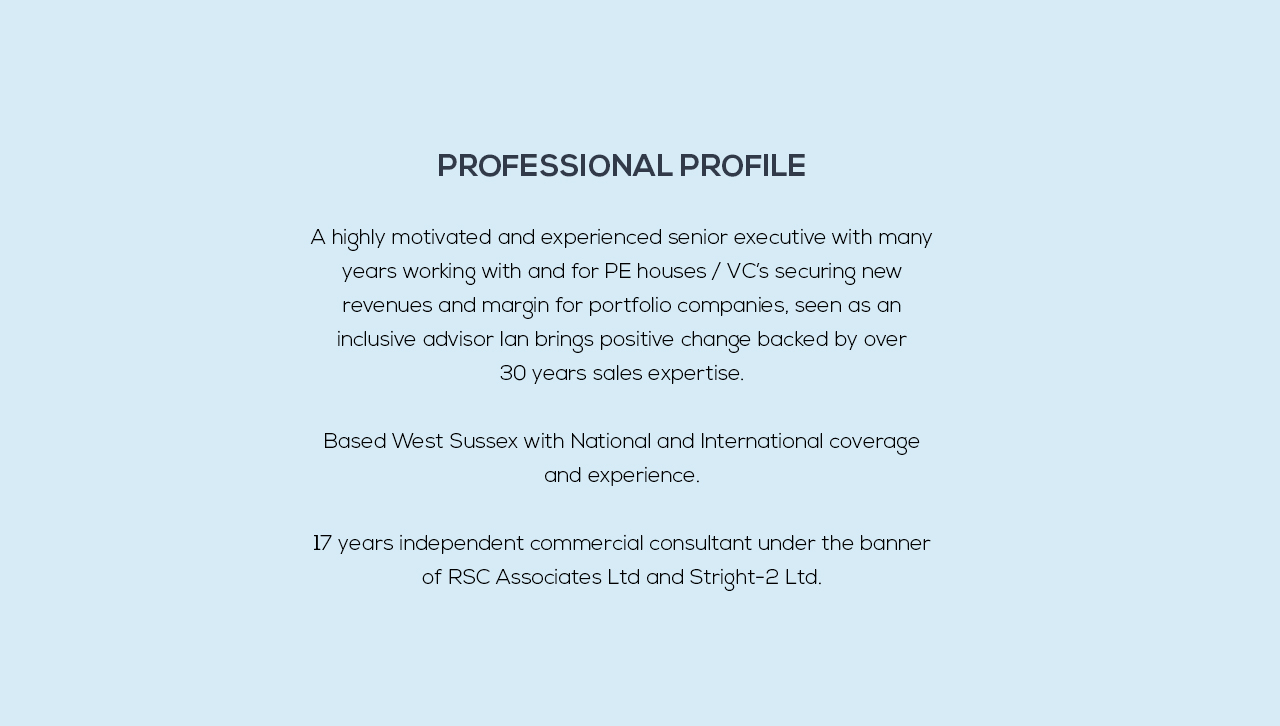 PROFESSIONAL PROFILE
A highly motivated and experienced senior executive with many
years working with and for PE houses / VC’s securing new
revenues and margin for portfolio companies, seen as an
inclusive advisor Ian brings positive change backed by over
30 years sales expertise.
Based West Sussex with National and International coverage
and experience.
17 years independent commercial consultant under the banner
of RSC Associates Ltd and Stright-2 Ltd.